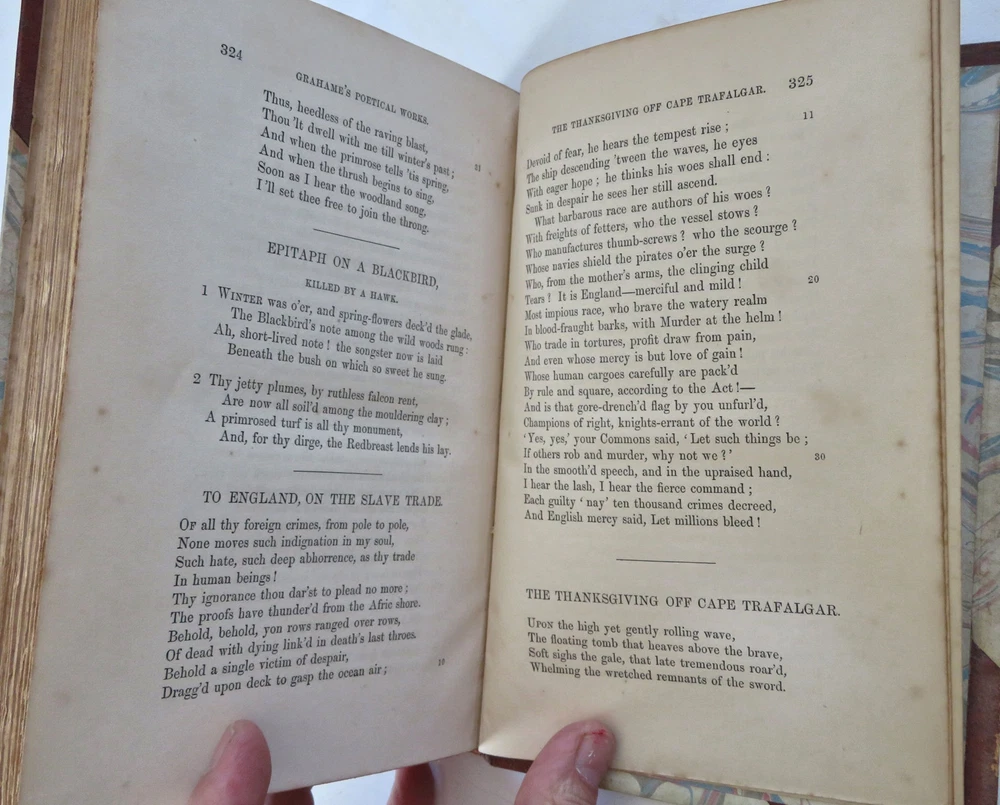 324
GRAHAME'S POETICAL WORKS.
Thus, heedless of the raving blast,
Thou 'lt dwell with me till winter's past;
And when the primrose tells 'tis spring,
And when the thrush begins to sing,
Soon as I hear the woodland song,
I'll set thee free to join the throng.
EPITAPH ON A BLACKBIRD,
KILLED BY A HAWK.
1 WINTER was o'er, and spring-flowers deck'd the glade,
The Blackbird's note among the wild woods rung:
Ah, short-lived note! the songster now is laid
Beneath the bush on which so sweet he sung.
2 Thy jetty plumes, by ruthless falcon rent,
Are now all soil'd among the mouldering clay;
A primrosed turf is all thy monument,
And, for thy dirge, the Redbreast lends his lay.
TO ENGLAND, ON THE SLAVE TRADE.
OF all thy foreign crimes, from pole to pole,
None moves such indignation in my soul,
Such hate, such deep abhorrence, as thy trade
In human beings!
Thy ignorance thou dar'st to plead no more;
The proofs have thunder'd from the Afric shore.
Behold, behold, yon rows ranged over rows,
Of dead with dying link'd in death's last throes.
Behold a single victim of despair, 10
Dragg'd upon deck to gasp the ocean air;
THE THANKSGIVING OFF CAPE TRAFALGAR. 325
Devoid of fear, he hears the tempest rise; 11
The ship descending 'tween the waves, he eyes
With eager hope; he thinks his woes shall end:
Sunk in despair he sees her still ascend.
What barbarous race are authors of his woes?
With freights of fetters, who the vessel stows?
Who manufactures thumb-screws? who the scourge?
Whose navies shield the pirates o'er the surge?
Who, from the mother's arms, the clinging child
Tears! It is England—merciful and mild! 20
Most impious race, who brave the watery realm
In blood-fraught barks, with Murder at the helm!
Who trade in tortures, profit draw from pain,
And even whose mercy is but love of gain!
Whose human cargoes carefully are pack'd
By rule and square, according to the Act!—
And is that gore-drench'd flag by you unfurl'd,
Champions of right, knights-errant of the world?
'Yes, yes,' your Commons said, 'Let such things be;
If others rob and murder, why not we?' 30
In the smooth'd speech, and in the upraised hand,
I hear the lash, I hear the fierce command;
Each guilty 'nay' ten thousand crimes decreed,
And English mercy said, Let millions bleed!
THE THANKSGIVING OFF CAPE TRAFALGAR.
UPON the high yet gently rolling wave,
The floating tomb that heaves above the brave,
Soft sighs the gale, that late tremendous roar'd,
Whelming the wretched remnants of the sword.